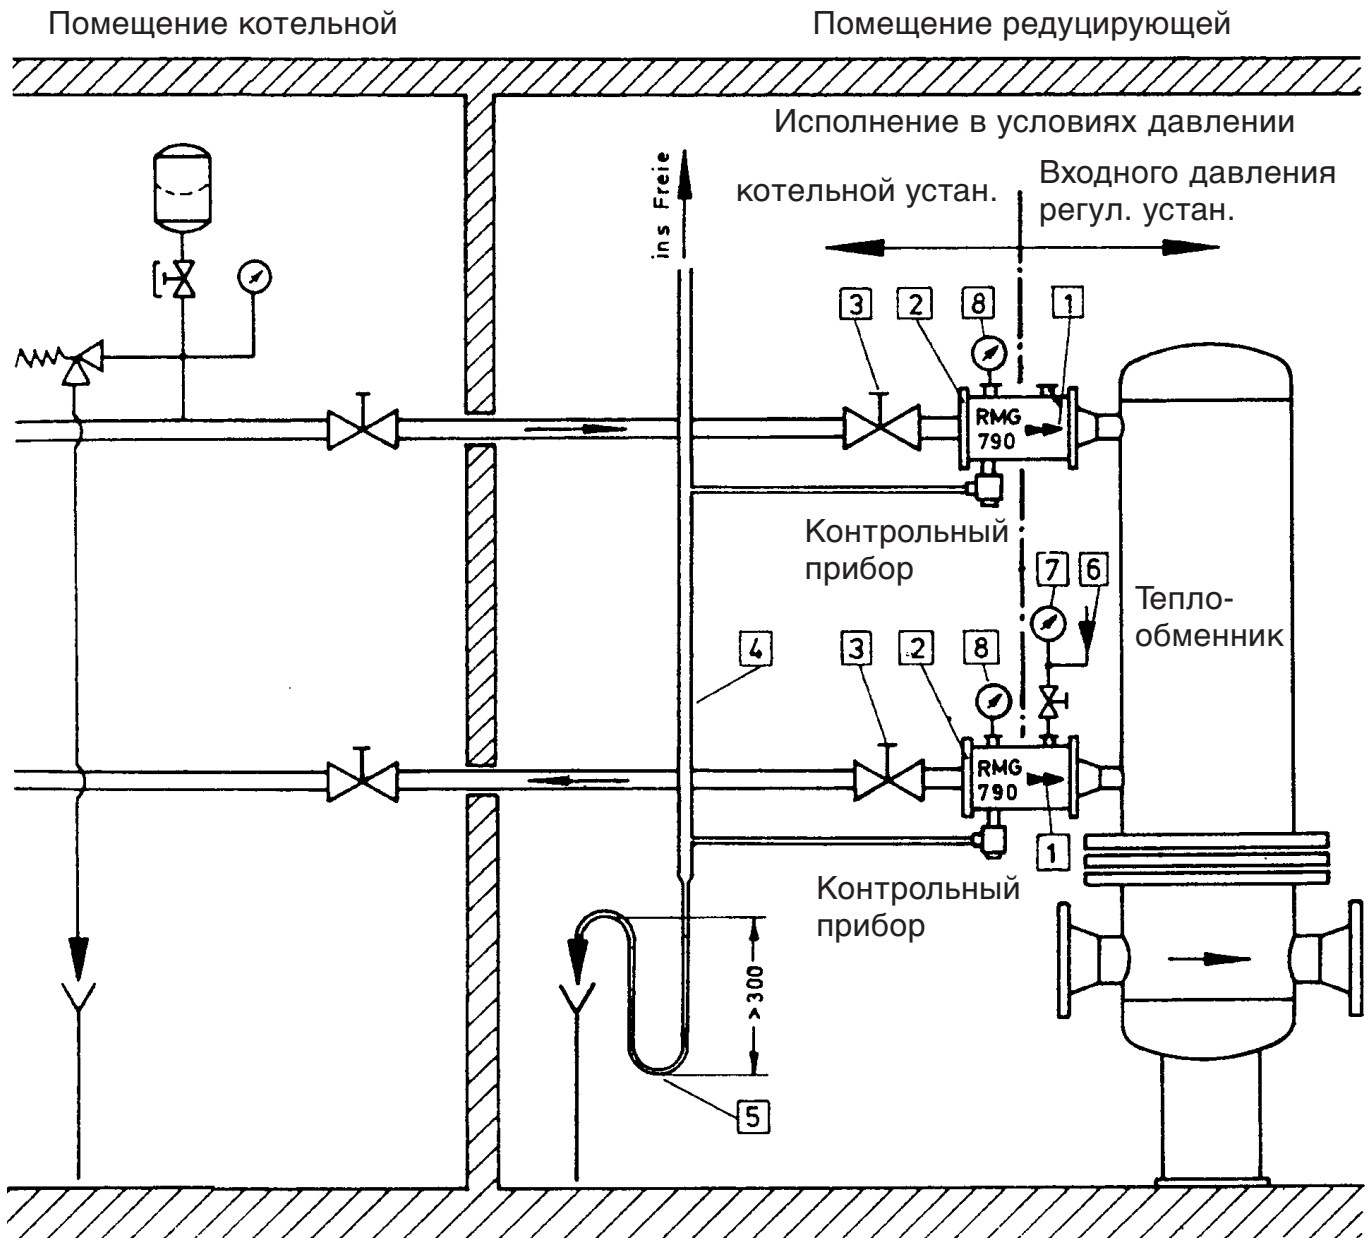 Помещение котельной
Помещение редуцирующей
Исполнение в условиях давлении
котельной устан.
Входного давления
регул. устан.
ins Freie
3
2
8
1
RMG
790
Контрольный
прибор
7
6
Тепло-
обменник
4
3
2
8
RMG
790
1
Контрольный
прибор
>300
5